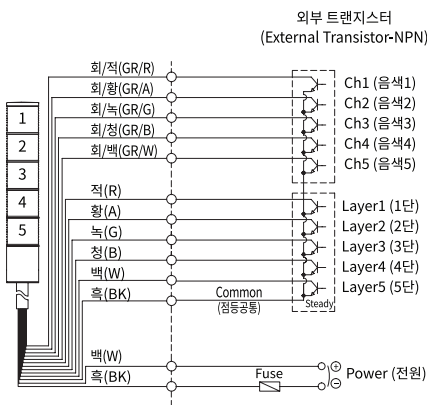 외부 트랜지스터
(External Transistor-NPN)
회/적(GR/R)
회/황(GR/A)
회/녹(GR/G)
회/청(GR/B)
회/백(GR/W)
Ch1 (음색1)
Ch2 (음색2)
Ch3 (음색3)
Ch4 (음색4)
Ch5 (음색5)
1
2
3
4
5
적(R)
황(A)
녹(G)
청(B)
백(W)
흑(BK)
Layer1 (1단)
Layer2 (2단)
Layer3 (3단)
Layer4 (4단)
Layer5 (5단)
Common
(점등공통)
Steady
백(W)
흑(BK)
Fuse
+
−
Power (전원)